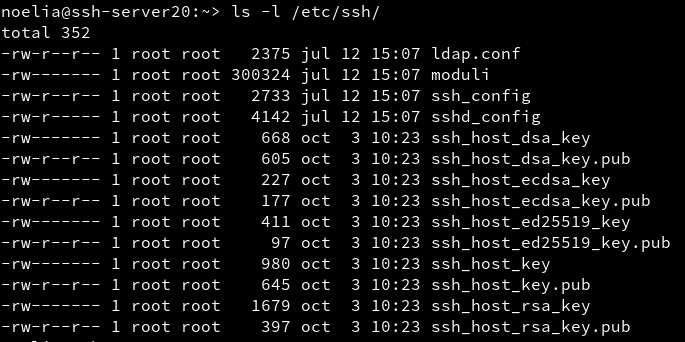 noelia@ssh-server20:~> ls -l /etc/ssh/
total 352
-rw-r--r-- 1 root root   2375 jul 12 15:07 ldap.conf
-rw------- 1 root root 300324 jul 12 15:07 moduli
-rw-r--r-- 1 root root   2733 jul 12 15:07 ssh_config
-rw-r----- 1 root root   4142 jul 12 15:07 sshd_config
-rw------- 1 root root    668 oct  3 10:23 ssh_host_dsa_key
-rw-r--r-- 1 root root    605 oct  3 10:23 ssh_host_dsa_key.pub
-rw------- 1 root root    227 oct  3 10:23 ssh_host_ecdsa_key
-rw-r--r-- 1 root root    177 oct  3 10:23 ssh_host_ecdsa_key.pub
-rw------- 1 root root    411 oct  3 10:23 ssh_host_ed25519_key
-rw-r--r-- 1 root root     97 oct  3 10:23 ssh_host_ed25519_key.pub
-rw------- 1 root root    980 oct  3 10:23 ssh_host_key
-rw-r--r-- 1 root root    645 oct  3 10:23 ssh_host_key.pub
-rw------- 1 root root   1679 oct  3 10:23 ssh_host_rsa_key
-rw-r--r-- 1 root root    397 oct  3 10:23 ssh_host_rsa_key.pub